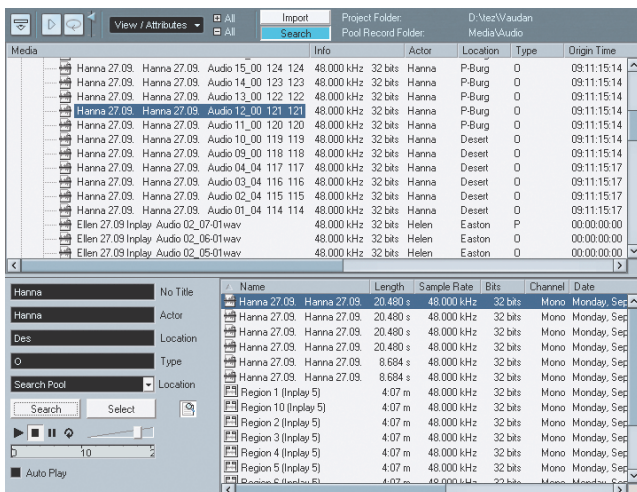 View / Attributes + All - All Import Search Project Folder: D:\tez\Vaudan
Pool Record Folder: Media\Audio
Media Info Actor Location Type Origin Time
Hanna 27.09. Hanna 27.09. Audio 15_00 124 124 48.000 kHz 32 bits Hanna P-Burg O 09:11:15:14
Hanna 27.09. Hanna 27.09. Audio 14_00 123 123 48.000 kHz 32 bits Hanna P-Burg O 09:11:15:14
Hanna 27.09. Hanna 27.09. Audio 13_00 122 122 48.000 kHz 32 bits Hanna P-Burg O 09:11:15:14
Hanna 27.09. Hanna 27.09. Audio 12_00 121 121 48.000 kHz 32 bits Hanna P-Burg O 09:11:15:14
Hanna 27.09. Hanna 27.09. Audio 11_00 120 120 48.000 kHz 32 bits Hanna P-Burg O 09:11:15:14
Hanna 27.09. Hanna 27.09. Audio 10_00 119 119 48.000 kHz 32 bits Hanna Desert O 09:11:15:14
Hanna 27.09. Hanna 27.09. Audio 09_00 118 118 48.000 kHz 32 bits Hanna Desert O 09:11:15:14
Hanna 27.09. Hanna 27.09. Audio 04_04 117 117 48.000 kHz 32 bits Hanna Desert O 09:11:15:17
Hanna 27.09. Hanna 27.09. Audio 03_04 116 116 48.000 kHz 32 bits Hanna Desert O 09:11:15:17
Hanna 27.09. Hanna 27.09. Audio 02_04 115 115 48.000 kHz 32 bits Hanna Desert O 09:11:15:17
Hanna 27.09. Hanna 27.09. Audio 01_04 114 114 48.000 kHz 32 bits Hanna Desert O 09:11:15:17
Ellen 27.09 Inplay Audio 02_07-01wav 48.000 kHz 32 bits Helen Easton P 00:00:00:00
Ellen 27.09 Inplay Audio 02_06-01wav 48.000 kHz 32 bits Helen Easton O 00:00:00:00
Ellen 27.09 Inplay Audio 02_05-01wav 48.000 kHz 32 bits Helen Easton O 00:00:00:00
Hanna No Title
Hanna Actor
Des Location
O Type
Search Pool Location
Search Select
0 10 2
Auto Play
Name Length Sample Rate Bits Channel Date
Hanna 27.09. Hanna 27.09. 20.480 s 48.000 kHz 32 bits Mono Monday, Sep
Hanna 27.09. Hanna 27.09. 20.480 s 48.000 kHz 32 bits Mono Monday, Sep
Hanna 27.09. Hanna 27.09. 20.480 s 48.000 kHz 32 bits Mono Monday, Sep
Hanna 27.09. Hanna 27.09. 20.480 s 48.000 kHz 32 bits Mono Monday, Sep
Hanna 27.09. Hanna 27.09. 8.684 s 48.000 kHz 32 bits Mono Monday, Sep
Hanna 27.09. Hanna 27.09. 8.684 s 48.000 kHz 32 bits Mono Monday, Sep
Region 1 (Inplay 5) 4:07 m 48.000 kHz 32 bits Mono Monday, Sep
Region 10 (Inplay 5) 4:07 m 48.000 kHz 32 bits Mono Monday, Sep
Region 2 (Inplay 5) 4:07 m 48.000 kHz 32 bits Mono Monday, Sep
Region 3 (Inplay 5) 4:07 m 48.000 kHz 32 bits Mono Monday, Sep
Region 4 (Inplay 5) 4:07 m 48.000 kHz 32 bits Mono Monday, Sep
Region 5 (Inplay 5) 4:07 m 48.000 kHz 32 bits Mono Monday, Sep
Region 6 (Inplay 5) 4:07 m 48.000 kHz 32 bits Mono Monday, Sep